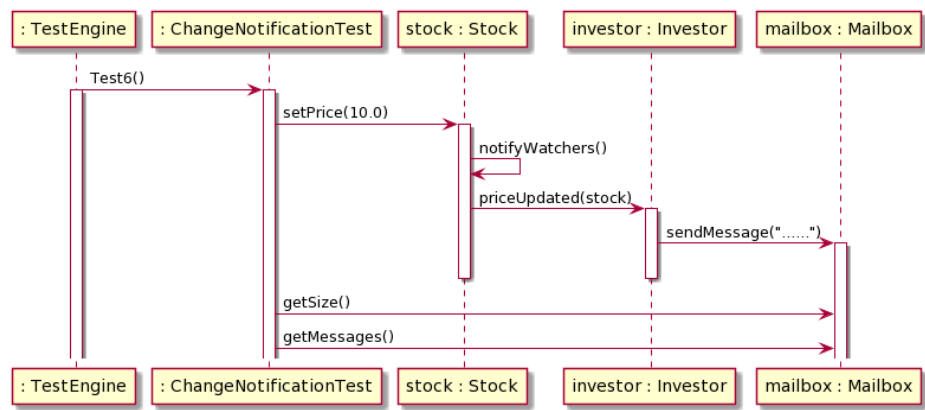 : TestEngine
: ChangeNotificationTest
stock : Stock
investor : Investor
mailbox : Mailbox
Test6()
setPrice(10.0)
notifyWatchers()
priceUpdated(stock)
sendMessage("......")
getSize()
getMessages()
: TestEngine
: ChangeNotificationTest
stock : Stock
investor : Investor
mailbox : Mailbox